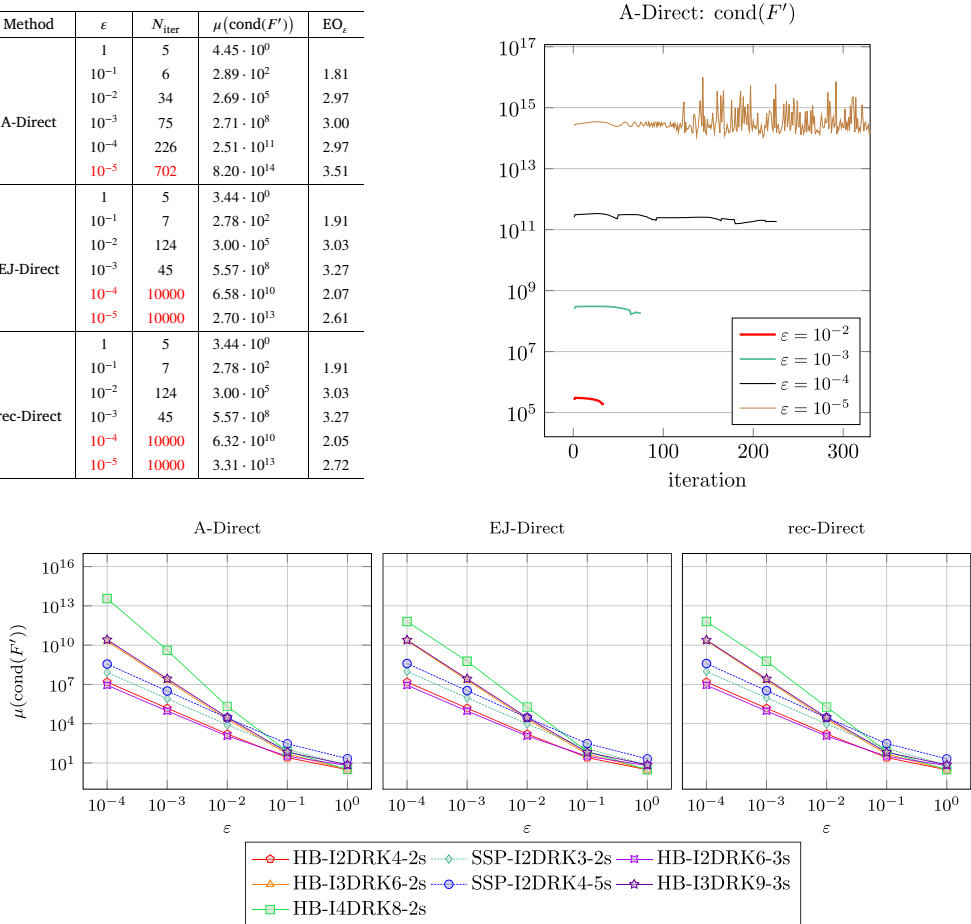 Method ε N_iter μ(cond(F′)) EO_ε
1 5 4.45 · 10^0
10^−1 6 2.89 · 10^2 1.81
10^−2 34 2.69 · 10^5 2.97
A-Direct 10^−3 75 2.71 · 10^8 3.00
10^−4 226 2.51 · 10^11 2.97
10^−5 702 8.20 · 10^14 3.51
1 5 3.44 · 10^0
10^−1 7 2.78 · 10^2 1.91
10^−2 124 3.00 · 10^5 3.03
EJ-Direct 10^−3 45 5.57 · 10^8 3.27
10^−4 10000 6.58 · 10^10 2.07
10^−5 10000 2.70 · 10^13 2.61
1 5 3.44 · 10^0
10^−1 7 2.78 · 10^2 1.91
10^−2 124 3.00 · 10^5 3.03
rec-Direct 10^−3 45 5.57 · 10^8 3.27
10^−4 10000 6.32 · 10^10 2.05
10^−5 10000 3.31 · 10^13 2.72
A-Direct: cond(F′)
10^17
10^15
10^13
10^11
10^9
10^7
10^5
0 100 200 300
iteration
ε = 10^−2
ε = 10^−3
ε = 10^−4
ε = 10^−5
A-Direct EJ-Direct rec-Direct
μ(cond(F′))
10^16
10^13
10^10
10^7
10^4
10^1
10^−4 10^−3 10^−2 10^−1 10^0 10^−4 10^−3 10^−2 10^−1 10^0 10^−4 10^−3 10^−2 10^−1 10^0
ε ε ε
HB-I2DRK4-2s SSP-I2DRK3-2s HB-I2DRK6-3s
HB-I3DRK6-2s SSP-I2DRK4-5s HB-I3DRK9-3s
HB-I4DRK8-2s